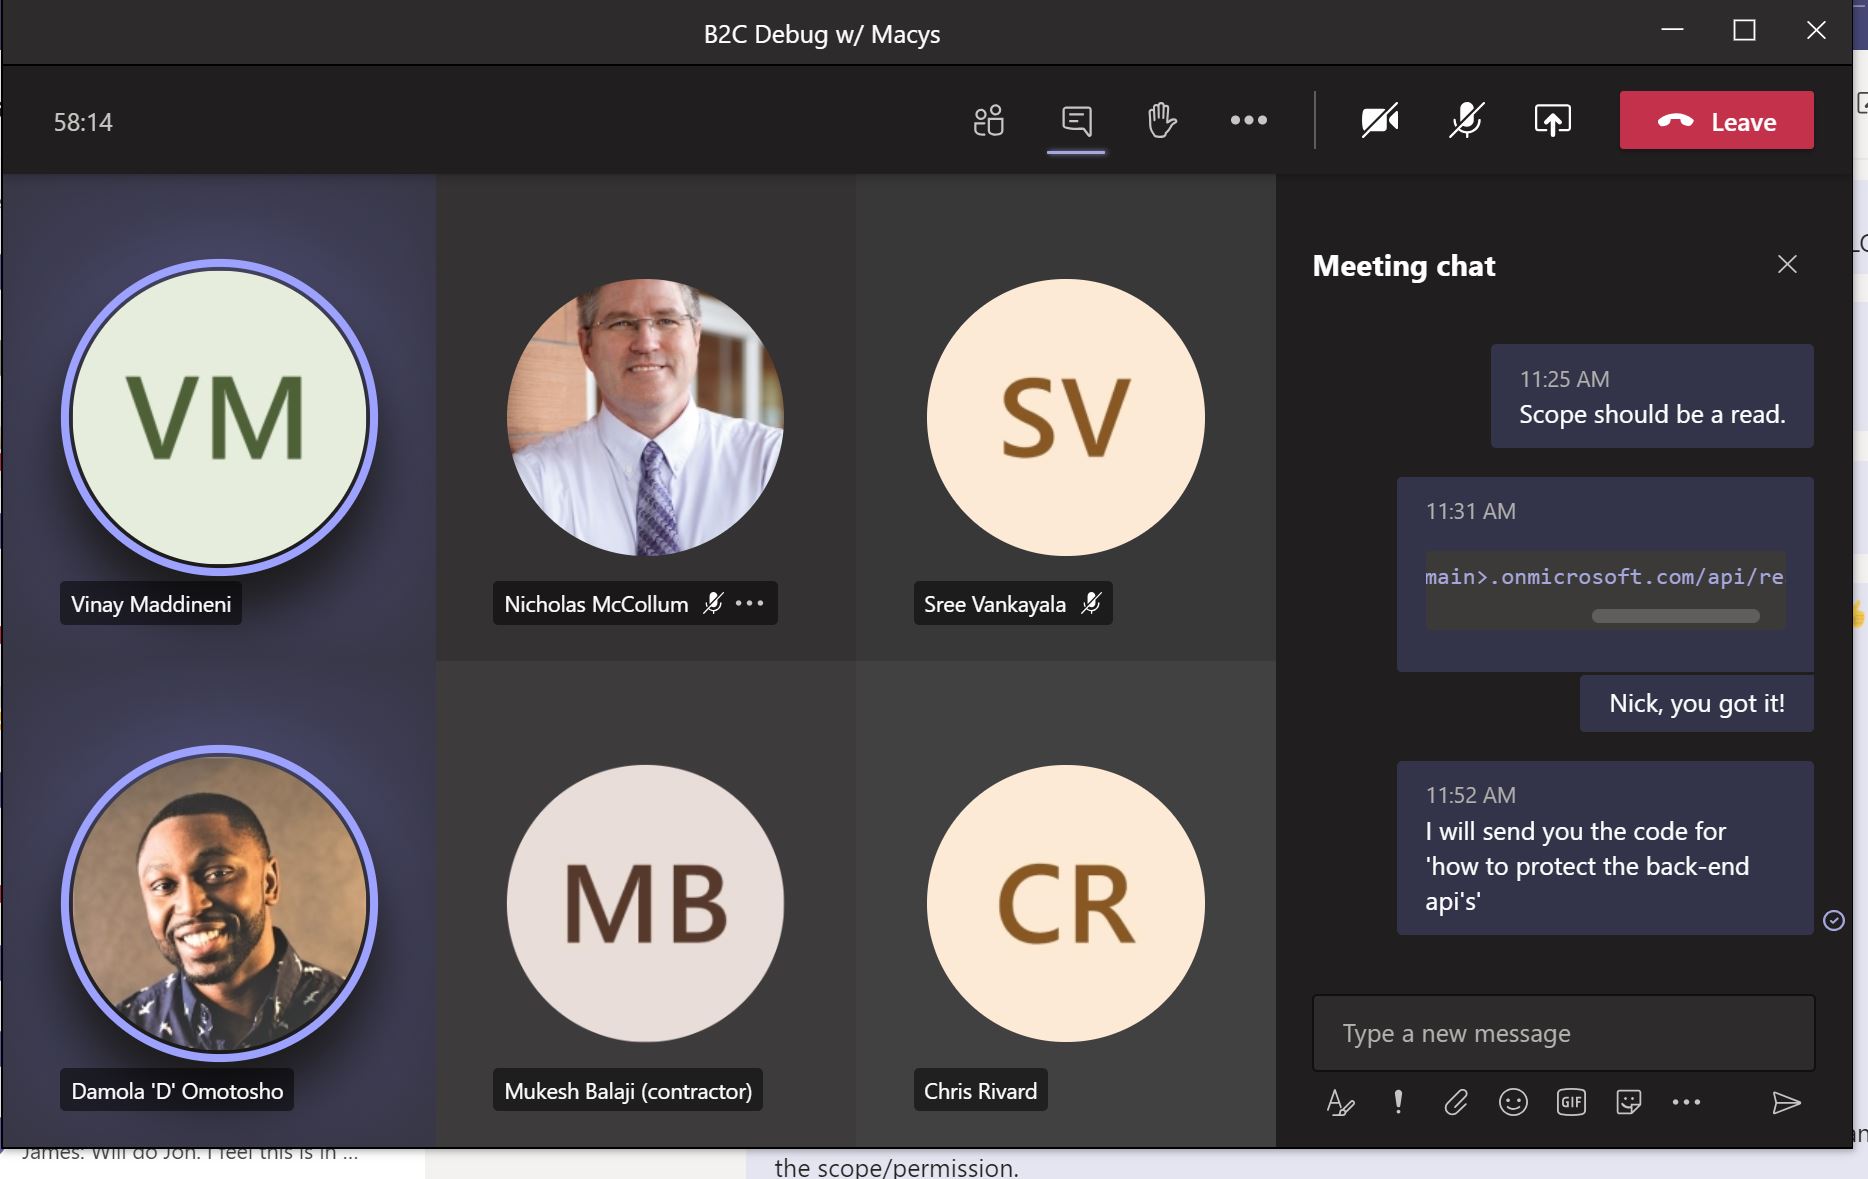 B2C Debug w/ Macys
58:14
Leave
VM
Vinay Maddineni
Nicholas McCollum
SV
Sree Vankayala
Damola 'D' Omotosho
MB
Mukesh Balaji (contractor)
CR
Chris Rivard
Meeting chat
11:25 AM
Scope should be a read.
11:31 AM
main>.onmicrosoft.com/api/re
Nick, you got it!
11:52 AM
I will send you the code for
'how to protect the back-end
api's'
Type a new message
GIF
James: Will do Jon. I feel this is in ...
the scope/permission.